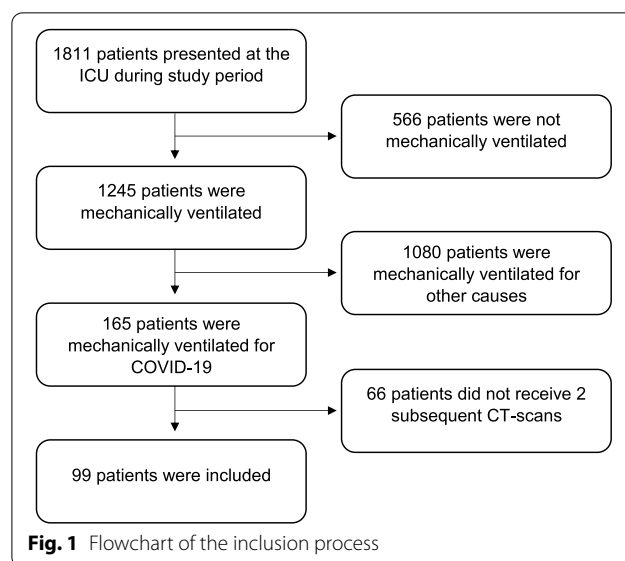 1811 patients presented at the
ICU during study period
566 patients were not
mechanically ventilated
1245 patients were
mechanically ventilated
1080 patients were
mechanically ventilated for
other causes
165 patients were
mechanically ventilated for
COVID-19
66 patients did not receive 2
subsequent CT-scans
99 patients were included
Fig. 1 Flowchart of the inclusion process